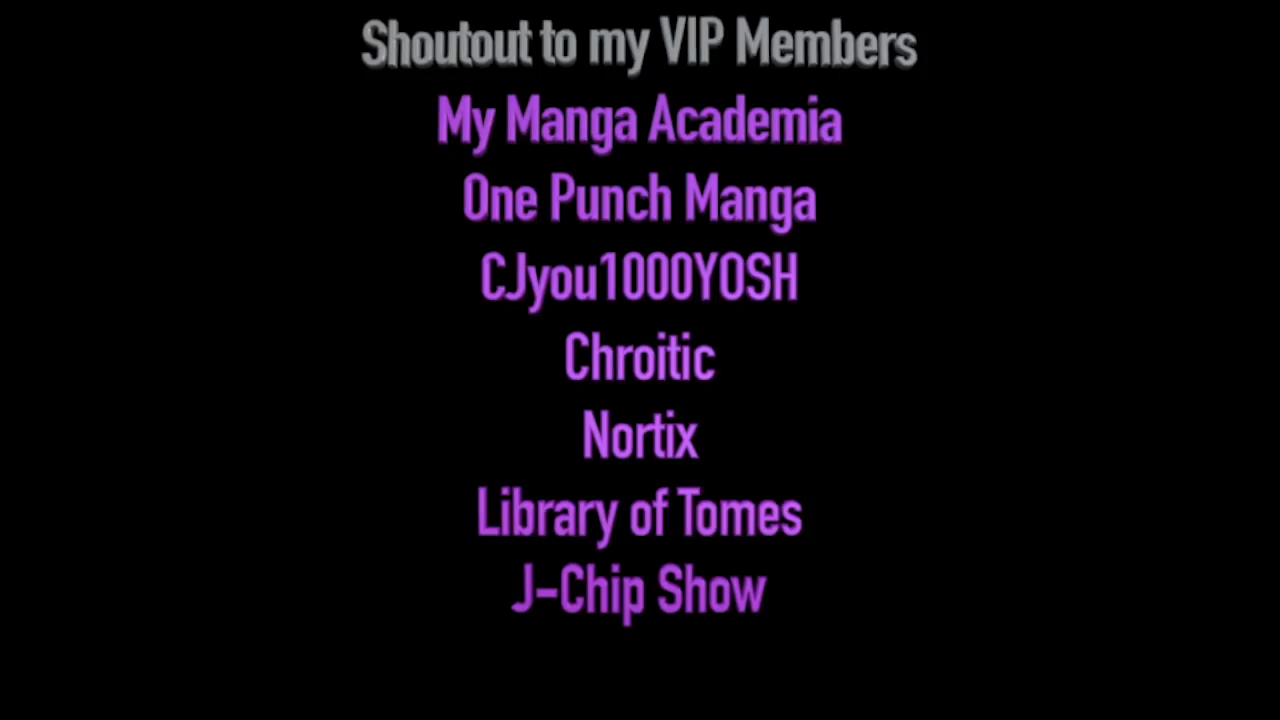 Shoutout to my VIP Members
My Manga Academia
One Punch Manga
CJyou1000YOSH
Chroitic
Nortix
Library of Tomes
J-Chip Show